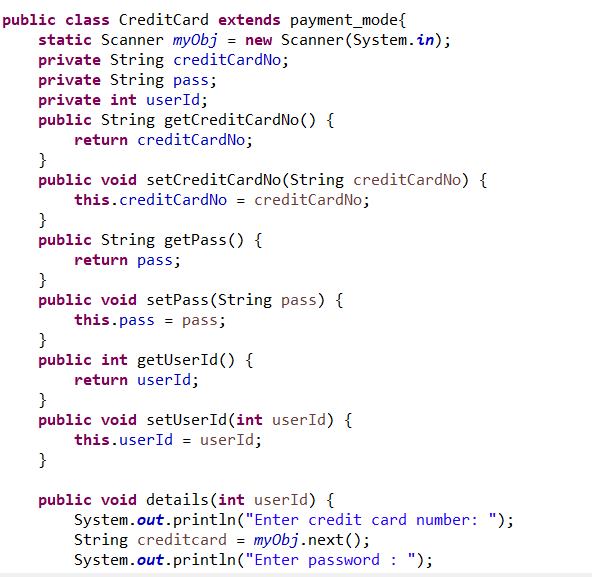 public class CreditCard extends payment_mode{
    static Scanner myObj = new Scanner(System.in);
    private String creditCardNo;
    private String pass;
    private int userId;
    public String getCreditCardNo() {
        return creditCardNo;
    }
    public void setCreditCardNo(String creditCardNo) {
        this.creditCardNo = creditCardNo;
    }
    public String getPass() {
        return pass;
    }
    public void setPass(String pass) {
        this.pass = pass;
    }
    public int getUserId() {
        return userId;
    }
    public void setUserId(int userId) {
        this.userId = userId;
    }

    public void details(int userId) {
        System.out.println("Enter credit card number: ");
        String creditcard = myObj.next();
        System.out.println("Enter password : ");